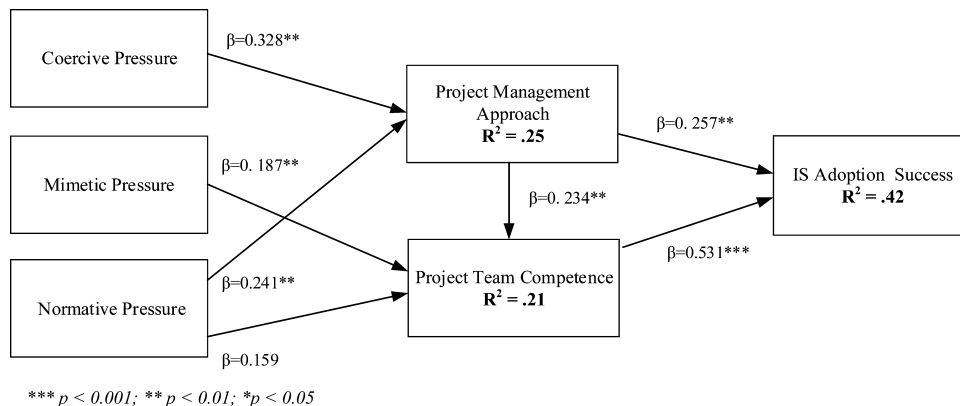 Coercive Pressure
β=0.328**
Project Management
Approach
R² = .25
β=0. 257**
Mimetic Pressure
β=0. 187**
IS Adoption Success
R² = .42
β=0. 234**
Normative Pressure
β=0.241**
Project Team Competence
R² = .21
β=0.531***
β=0.159
*** p < 0.001; ** p < 0.01; *p < 0.05